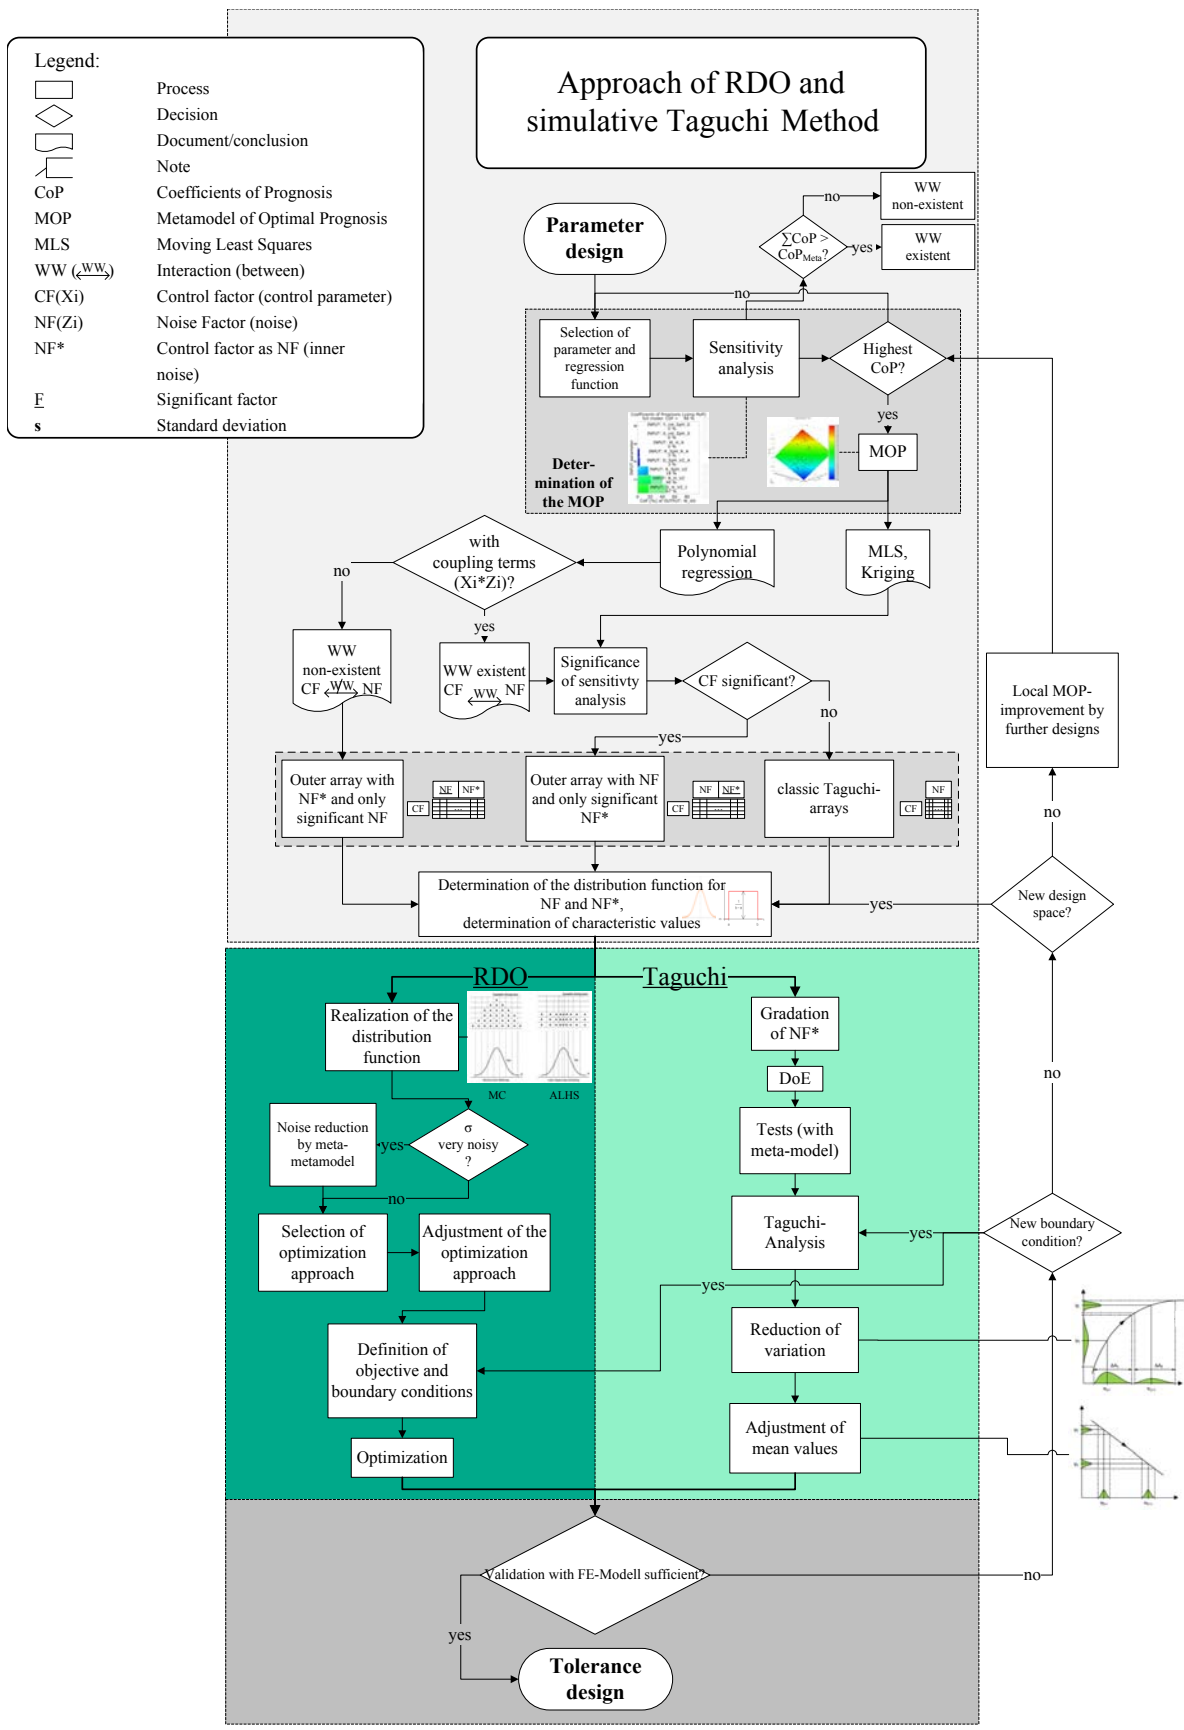 Legend:
Process
Decision
Document/conclusion
Note
CoP Coefficients of Prognosis
MOP Metamodel of Optimal Prognosis
MLS Moving Least Squares
WW (WW) Interaction (between)
CF(Xi) Control factor (control parameter)
NF(Zi) Noise Factor (noise)
NF* Control factor as NF (inner
noise)
F Significant factor
s Standard deviation
Approach of RDO and
simulative Taguchi Method
Parameter
design
∑CoP >
CoPMeta?
no
yes
WW
non-existent
WW
existent
no
Selection of
parameter and
regression
function
Sensitivity
analysis
Highest
CoP?
yes
MOP
Deter-
mination of
the MOP
Polynomial
regression
MLS,
Kriging
with
coupling terms
(Xi*Zi)?
no
yes
WW
non-existent
CF WW NF
WW existent
CF WW NF
Significance
of sensitivty
analysis
CF significant?
yes
no
Local MOP-
improvement by
further designs
Outer array with
NF* and only
significant NF
NF NF*
CF
...
Outer array with NF
and only significant
NF*
NF NF*
CF
...
classic Taguchi-
arrays
NF
CF
no
Determination of the distribution function for
NF and NF*,
determination of characteristic values
yes
New design
space?
no
RDO
Taguchi
Realization of the
distribution
function
MC ALHS
Gradation
of NF*
DoE
Tests (with
meta-model)
Noise reduction
by meta-
metamodel
yes
σ
very noisy
?
no
Selection of
optimization
approach
Adjustment of the
optimization
approach
Taguchi-
Analysis
yes
New boundary
condition?
yes
Definition of
objective and
boundary conditions
Reduction of
variation
Optimization
Adjustment of
mean values
Validation with FE-Modell sufficient?
no
yes
Tolerance
design